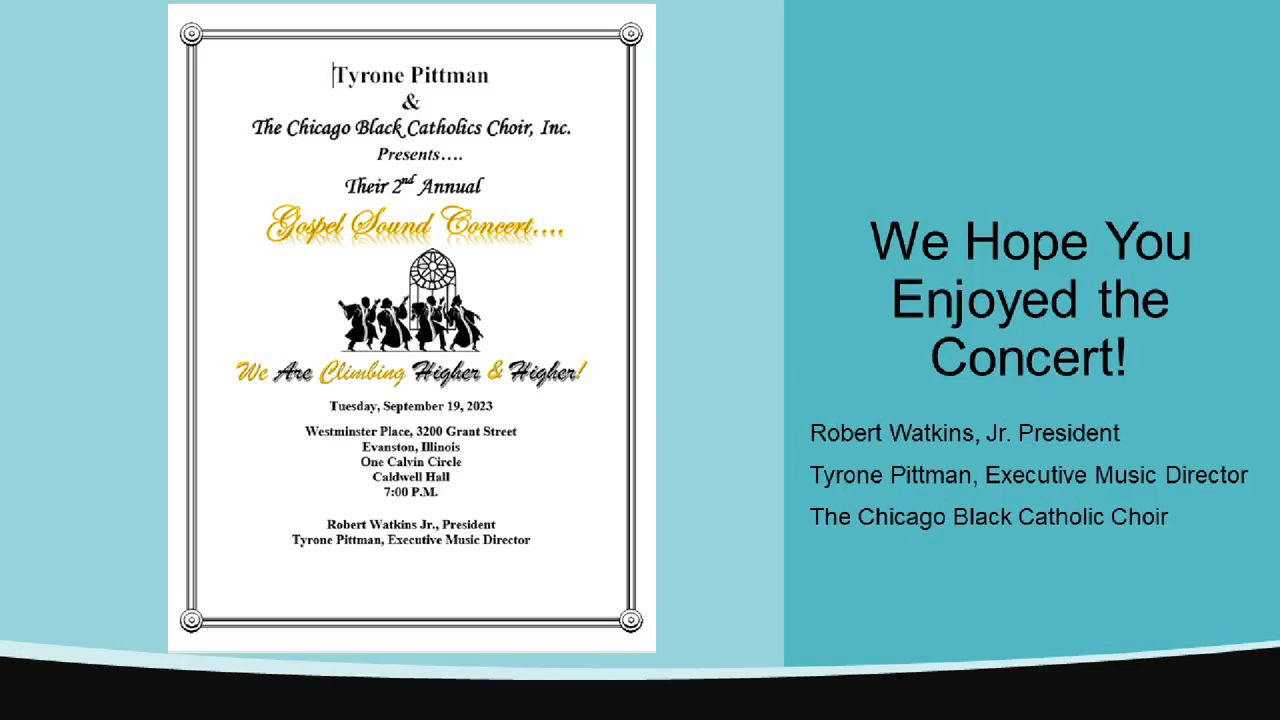 Tyrone Pittman
&
The Chicago Black Catholics Choir, Inc.
Presents....
Their 2nd Annual
Gospel Sound Concert....
We Are Climbing Higher & Higher!
Tuesday, September 19, 2023
Westminster Place, 3200 Grant Street
Evanston, Illinois
One Calvin Circle
Caldwell Hall
7:00 P.M.
Robert Watkins Jr., President
Tyrone Pittman, Executive Music Director
We Hope You
Enjoyed the
Concert!
Robert Watkins, Jr. President
Tyrone Pittman, Executive Music Director
The Chicago Black Catholic Choir